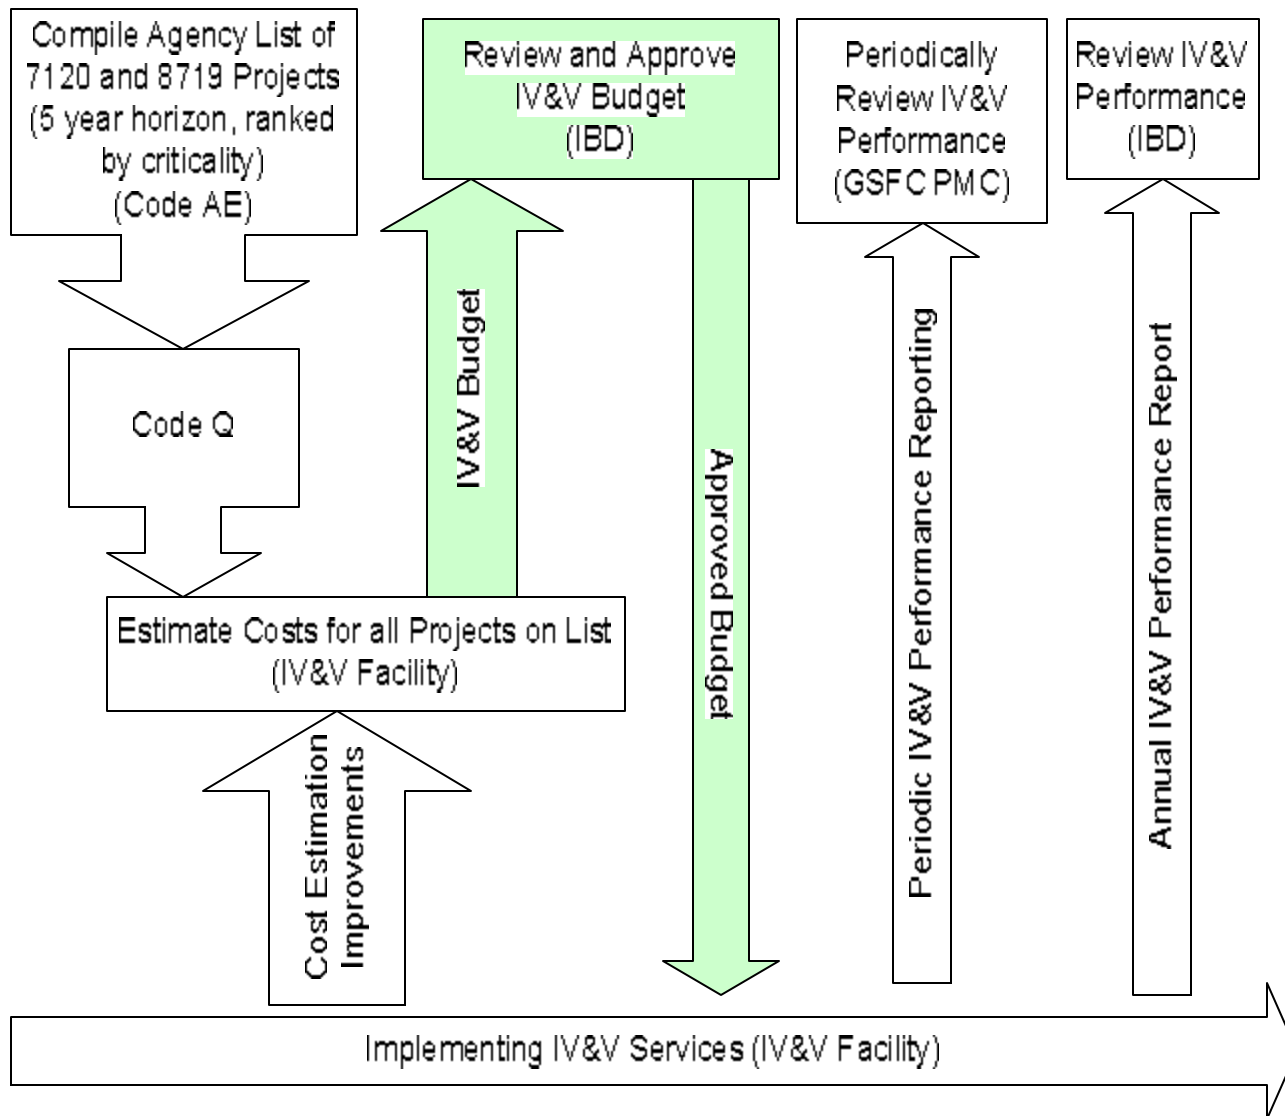 Compile Agency List of
7120 and 8719 Projects
(5 year horizon, ranked
by criticality)
(Code AE)
Review and Approve
IV&V Budget
(IBD)
Periodically
Review IV&V
Performance
(GSFC PMC)
Review IV&V
Performance
(IBD)
Code Q
IV&V Budget
Approved Budget
Periodic IV&V Performance Reporting
Annual IV&V Performance Report
Estimate Costs for all Projects on List
(IV&V Facility)
Cost Estimation
Improvements
Implementing IV&V Services (IV&V Facility)